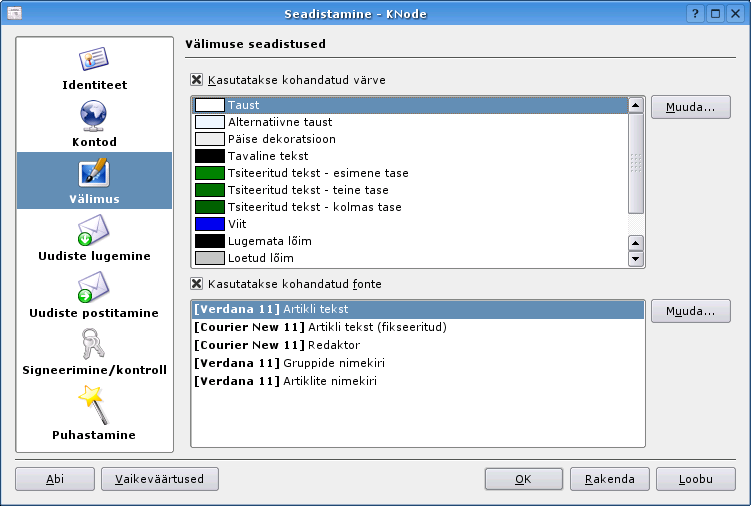 Seadistamine - KNode
Identiteet
Kontod
Välimus
Uudiste lugemine
Uudiste postitamine
Signeerimine/kontroll
Puhastamine
Välimuse seadistused
Kasutatakse kohandatud värve
Taust
Alternatiivne taust
Päise dekoratsioon
Tavaline tekst
Tsiteeritud tekst - esimene tase
Tsiteeritud tekst - teine tase
Tsiteeritud tekst - kolmas tase
Viit
Lugemata lõim
Loetud lõim
Muuda...
Kasutatakse kohandatud fonte
[Verdana 11] Artikli tekst
[Courier New 11] Artikli tekst (fikseeritud)
[Courier New 11] Redaktor
[Verdana 11] Gruppide nimekiri
[Verdana 11] Artiklite nimekiri
Muuda...
Abi
Vaikeväärtused
OK
Rakenda
Loobu